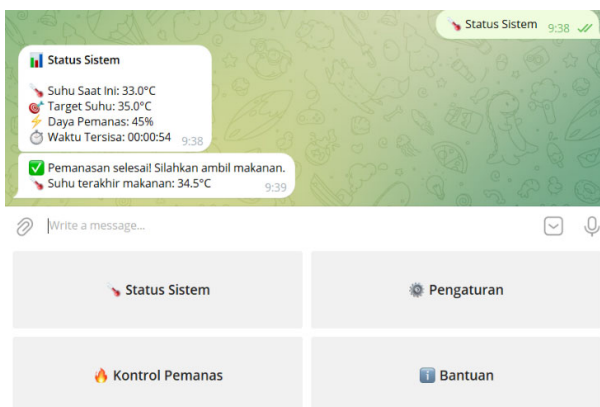 🌡️ Status Sistem 9:38
📊 Status Sistem
🌡️ Suhu Saat Ini: 33.0°C
🎯 Target Suhu: 35.0°C
⚡ Daya Pemanas: 45%
⏱️ Waktu Tersisa: 00:00:54 9:38
✅ Pemanasan selesai! Silahkan ambil makanan.
🌡️ Suhu terakhir makanan: 34.5°C 9:39
Write a message...
🌡️ Status Sistem
⚙️ Pengaturan
🔥 Kontrol Pemanas
ℹ️ Bantuan